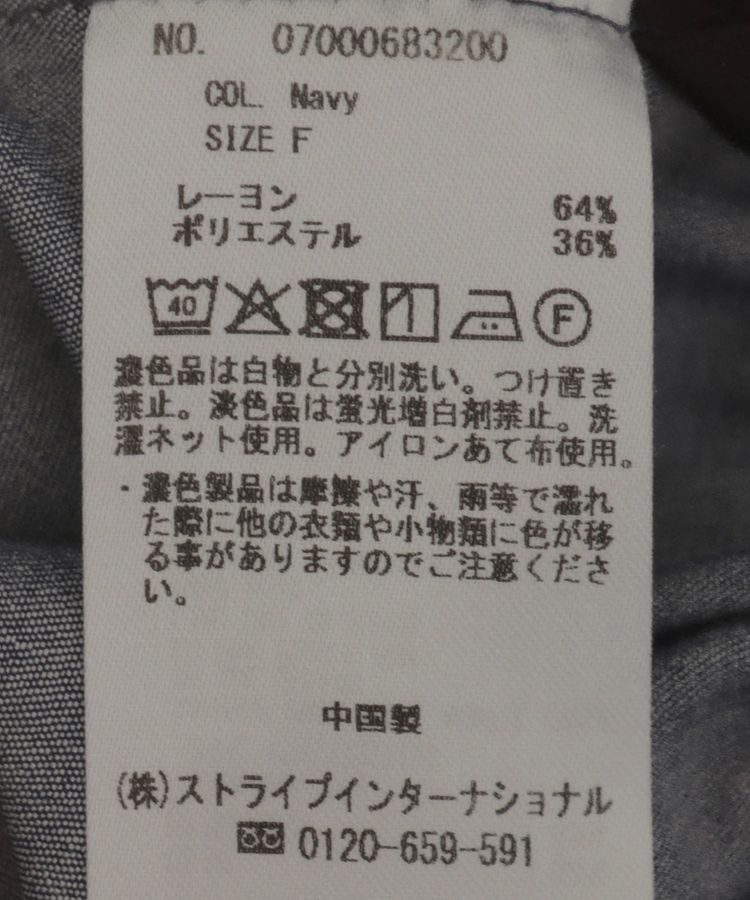 NO. 07000683200
COL. Navy
SIZE F
レーヨン 64%
ポリエステル 36%
40 F
濃色品は白物と分別洗い。つけ置き
禁止。淡色品は蛍光増白剤禁止。洗
濯ネット使用。アイロンあて布使用。
・濃色製品は摩擦や汗、雨等で濡れ
た際に他の衣類や小物類に色が移
る事がありますのでご注意くださ
い。
中国製
(株)ストライプインターナショナル
0120-659-591